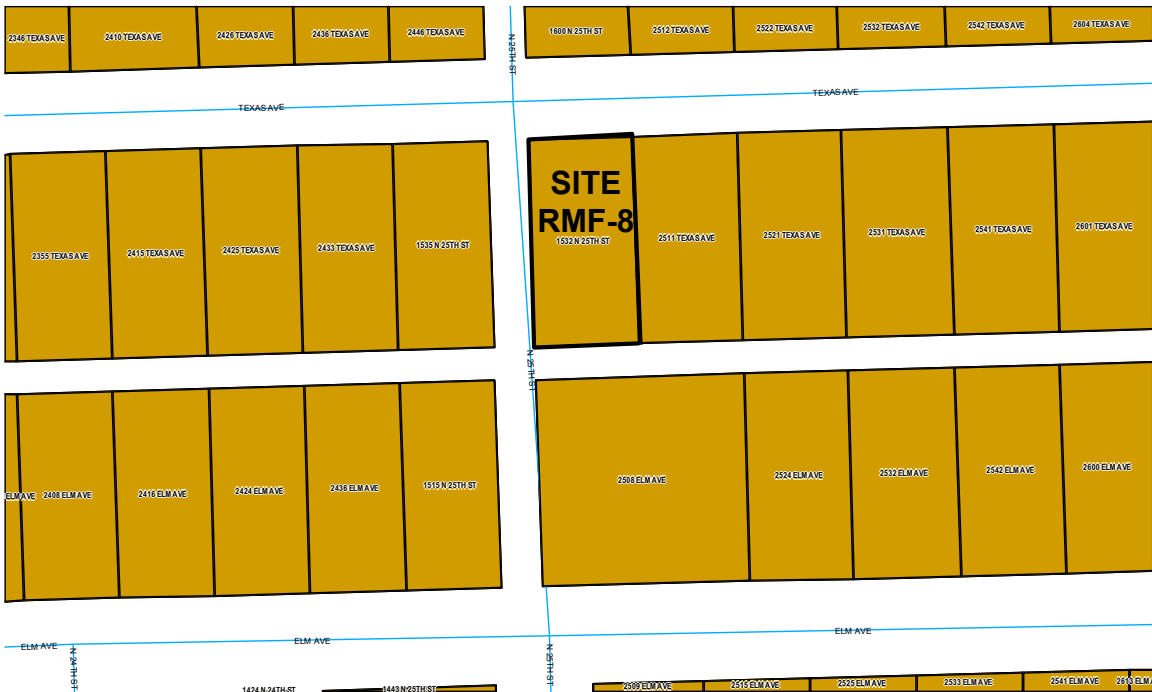 2346 TEXAS AVE
2410 TEXAS AVE
2426 TEXAS AVE
2436 TEXAS AVE
2446 TEXAS AVE
N 26TH ST
1600 N 25TH ST
2512 TEXAS AVE
2522 TEXAS AVE
2532 TEXAS AVE
2542 TEXAS AVE
2604 TEXAS AVE
TEXAS AVE
TEXAS AVE
SITE
RMF-8
2355 TEXAS AVE
2415 TEXAS AVE
2425 TEXAS AVE
2433 TEXAS AVE
1535 N 25TH ST
1532 N 25TH ST
2511 TEXAS AVE
2521 TEXAS AVE
2531 TEXAS AVE
2541 TEXAS AVE
2601 TEXAS AVE
N 25TH ST
ELM AVE
2408 ELM AVE
2416 ELM AVE
2424 ELM AVE
2436 ELM AVE
1515 N 25TH ST
2508 ELM AVE
2524 ELM AVE
2532 ELM AVE
2542 ELM AVE
2600 ELM AVE
ELM AVE
ELM AVE
ELM AVE
N 24TH ST
N 25TH ST
1424 N 24TH ST
1443 N 25TH ST
2509 ELM AVE
2515 ELM AVE
2525 ELM AVE
2533 ELM AVE
2541 ELM AVE
2613 ELM A